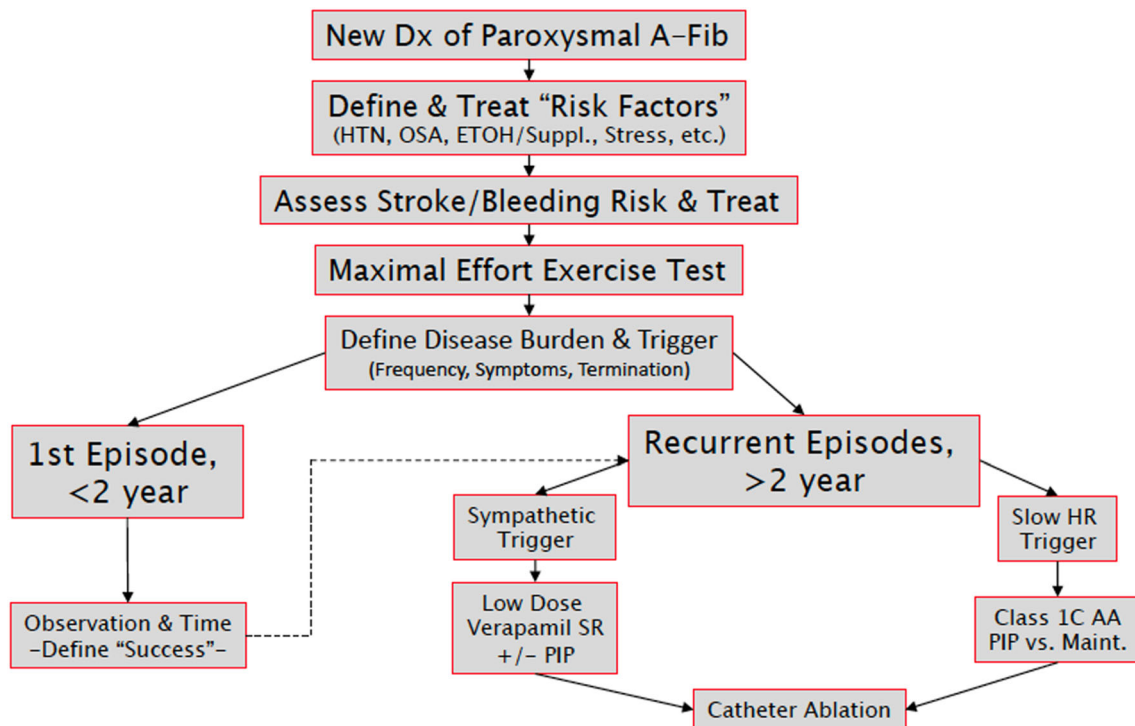 New Dx of Paroxysmal A-Fib
Define & Treat “Risk Factors”
(HTN, OSA, ETOH/Suppl., Stress, etc.)
Assess Stroke/Bleeding Risk & Treat
Maximal Effort Exercise Test
Define Disease Burden & Trigger
(Frequency, Symptoms, Termination)
1st Episode,
<2 year
Observation & Time
-Define “Success”-
Recurrent Episodes,
>2 year
Sympathetic
Trigger
Low Dose
Verapamil SR
+/- PIP
Slow HR
Trigger
Class 1C AA
PIP vs. Maint.
Catheter Ablation